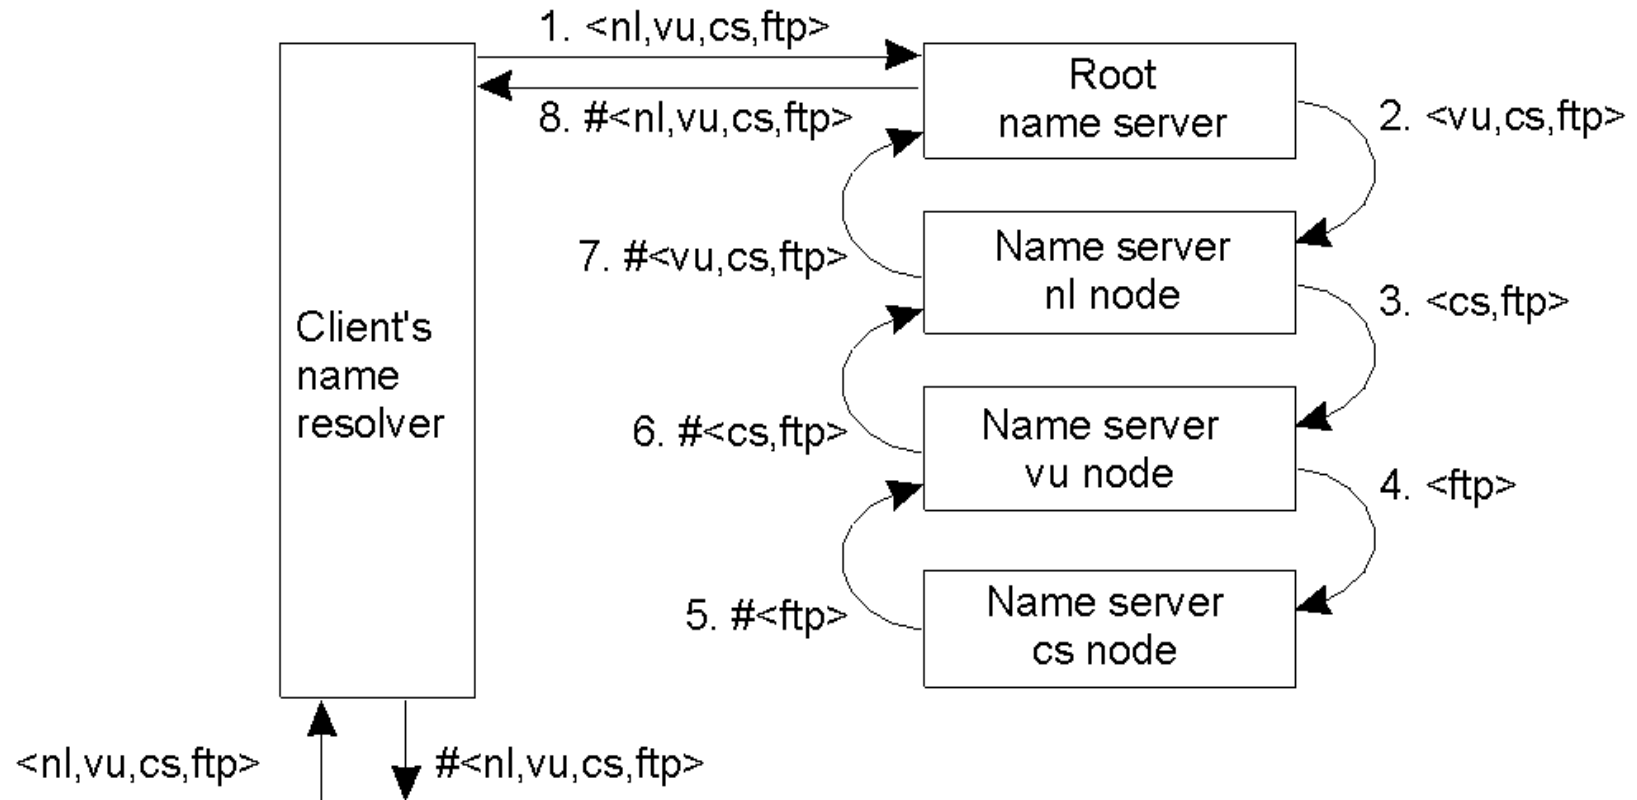 1. <nl,vu,cs,ftp>
Root
name server
8. #<nl,vu,cs,ftp>
2. <vu,cs,ftp>
Name server
nl node
7. #<vu,cs,ftp>
3. <cs,ftp>
Client's
name
resolver
Name server
vu node
6. #<cs,ftp>
4. <ftp>
Name server
cs node
5. #<ftp>
<nl,vu,cs,ftp>
#<nl,vu,cs,ftp>